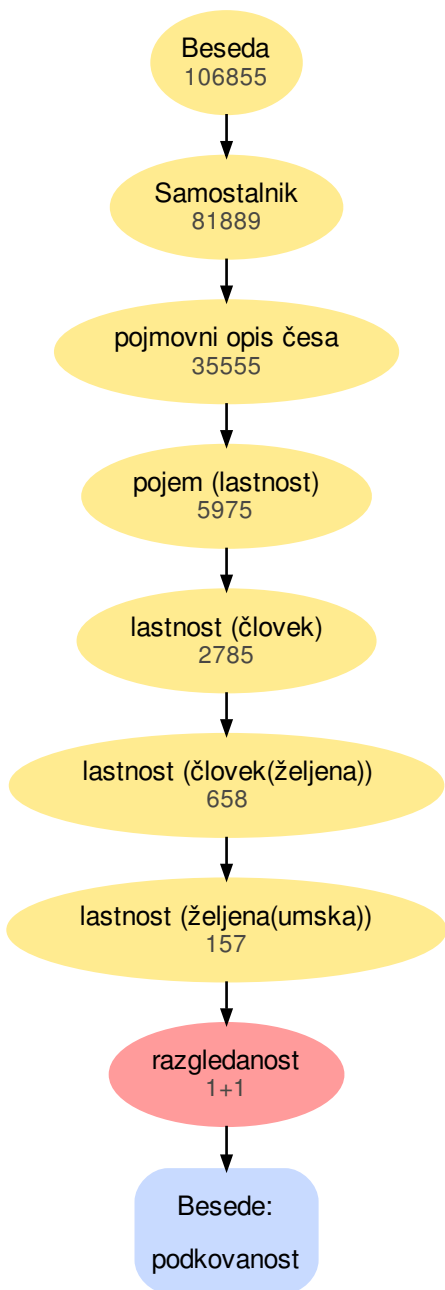 Beseda
106855
Samostalnik
81889
pojmovni opis česa
35555
pojem (lastnost)
5975
lastnost (človek)
2785
lastnost (človek(željena))
658
lastnost (željena(umska))
157
razgledanost
1+1
Besede:
podkovanost